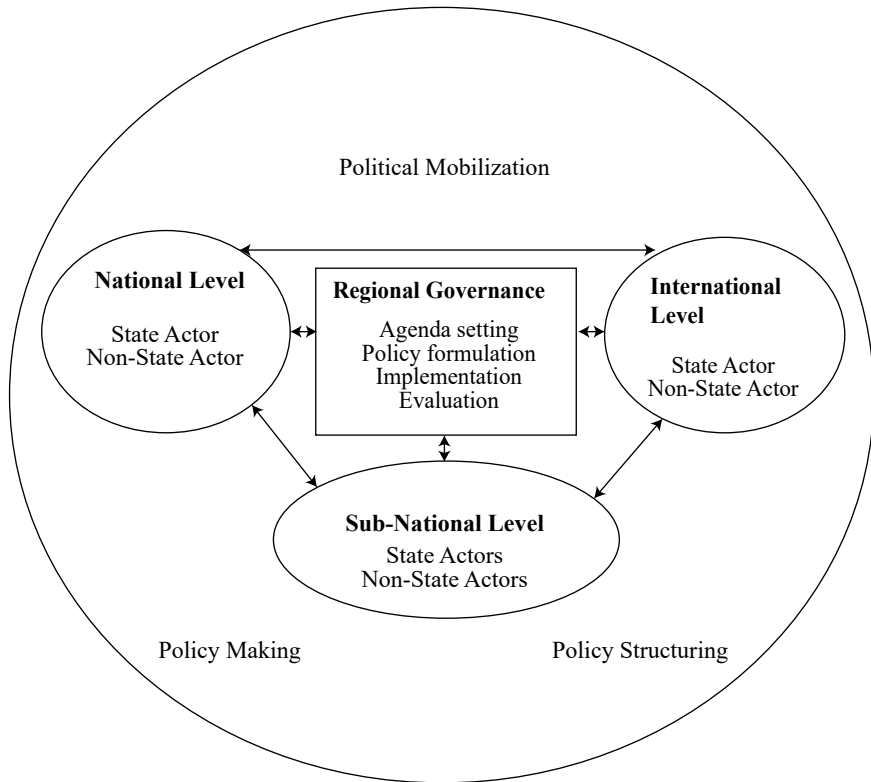 Political Mobilization
National Level
State Actor
Non-State Actor
Regional Governance
Agenda setting
Policy formulation
Implementation
Evaluation
International
Level
State Actor
Non-State Actor
Sub-National Level
State Actors
Non-State Actors
Policy Making
Policy Structuring